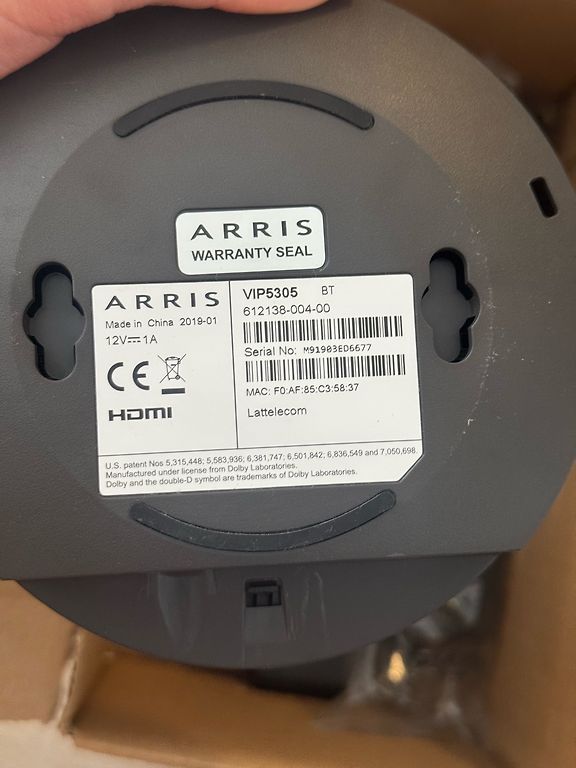 ARRIS
WARRANTY SEAL
ARRIS
Made in China 2019-01
12V⎓1A
CE
HDMI
VIP5305 BT
612138-004-00
Serial No: M91903ED6677
MAC: F0:AF:85:C3:58:37
Lattelecom
U.S. patent Nos 5,315,448; 5,583,936; 6,381,747; 6,501,842; 6,836,549 and 7,050,698.
Manufactured under license from Dolby Laboratories.
Dolby and the double-D symbol are trademarks of Dolby Laboratories.